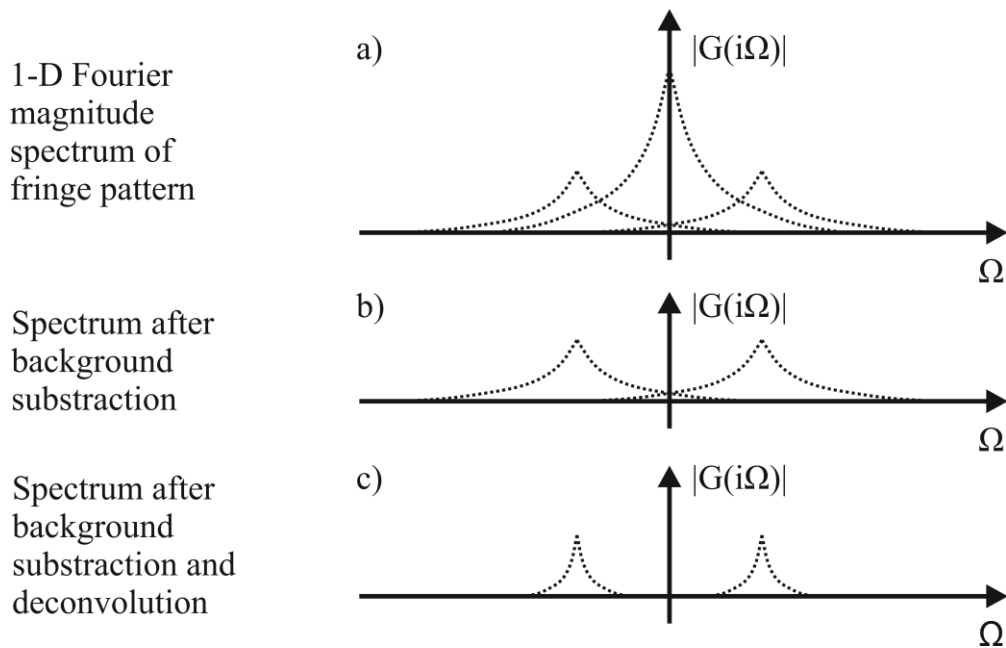 1-D Fourier
magnitude
spectrum of
fringe pattern
a)
|G(iΩ)|
Ω
Spectrum after
background
substraction
b)
|G(iΩ)|
Ω
Spectrum after
background
substraction and
deconvolution
c)
|G(iΩ)|
Ω